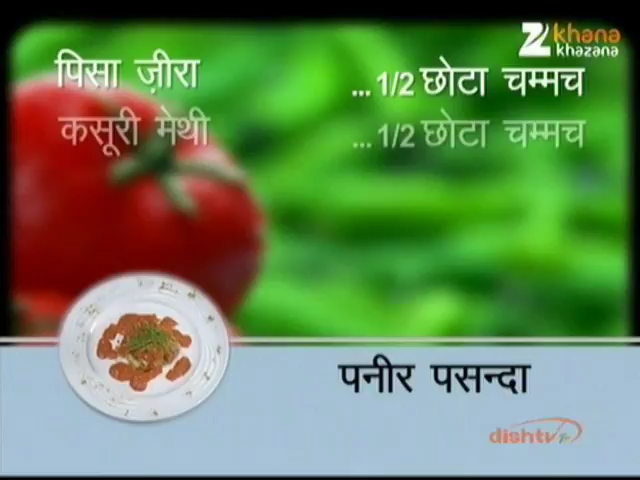 Z khana khazana
पिसा ज़ीरा ... 1/2 छोटा चम्मच
कसूरी मेथी ... 1/2 छोटा चम्मच
पनीर पसन्दा
dishtv